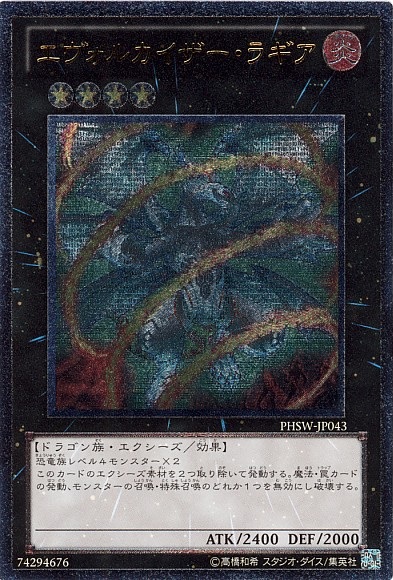 エヴォルカイザー・ラギア
炎
PHSW-JP043
【ドラゴン族・エクシーズ/効果】
恐竜族レベル4モンスター×2
このカードのエクシーズ素材を2つ取り除いて発動する。魔法・罠カード
の発動、モンスターの召喚・特殊召喚のどれか1つを無効にし破壊する。
ATK/2400 DEF/2000
74294676
©高橋和希 スタジオ・ダイス/集英社